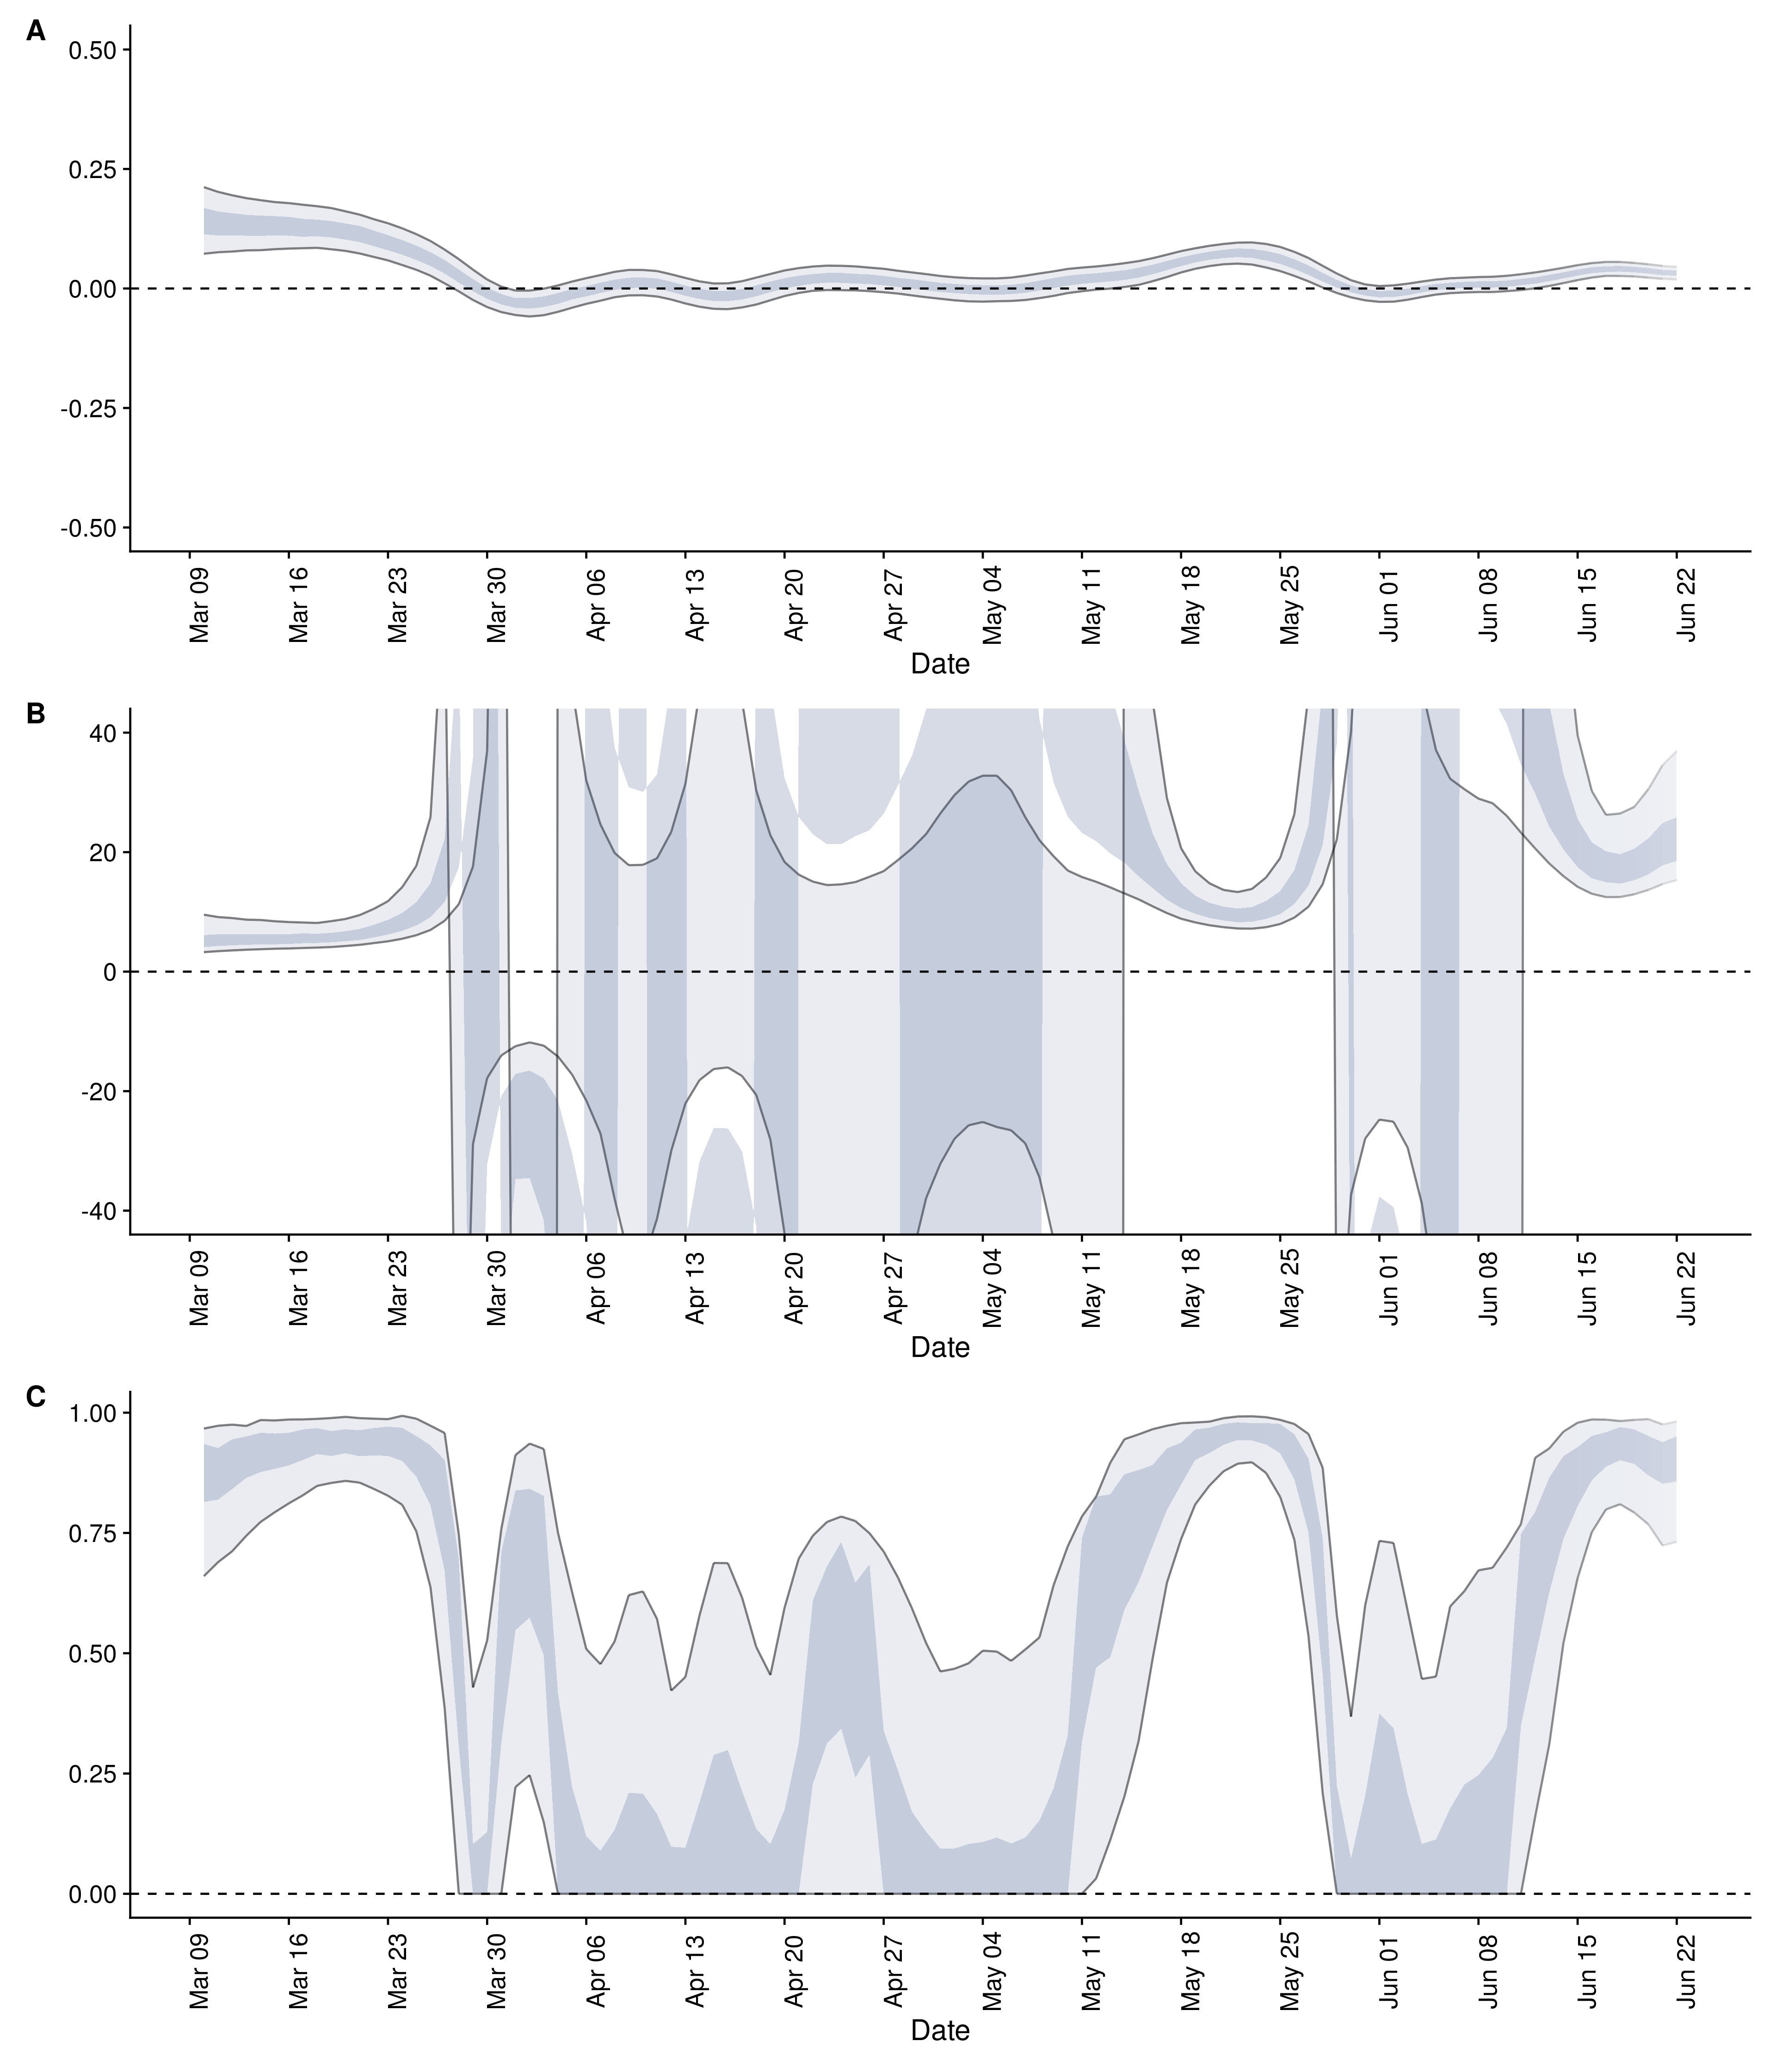 A
0.50
0.25
0.00
-0.25
-0.50
Mar 09
Mar 16
Mar 23
Mar 30
Apr 06
Apr 13
Apr 20
Apr 27
May 04
May 11
May 18
May 25
Jun 01
Jun 08
Jun 15
Jun 22
Date
B
40
20
0
-20
-40
Mar 09
Mar 16
Mar 23
Mar 30
Apr 06
Apr 13
Apr 20
Apr 27
May 04
May 11
May 18
May 25
Jun 01
Jun 08
Jun 15
Jun 22
Date
C
1.00
0.75
0.50
0.25
0.00
Mar 09
Mar 16
Mar 23
Mar 30
Apr 06
Apr 13
Apr 20
Apr 27
May 04
May 11
May 18
May 25
Jun 01
Jun 08
Jun 15
Jun 22
Date